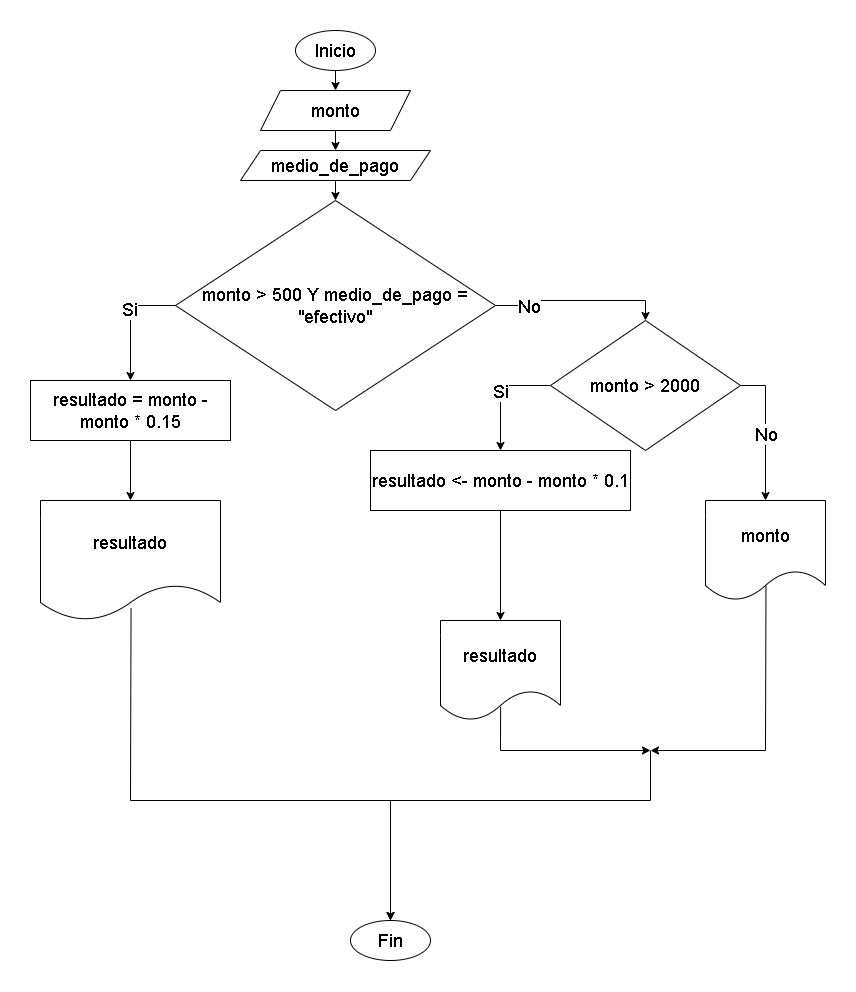 Inicio
monto
medio_de_pago
monto > 500 Y medio_de_pago =
"efectivo"
Si
No
monto > 2000
Si
No
resultado = monto -
monto * 0.15
resultado <- monto - monto * 0.1
resultado
monto
resultado
Fin